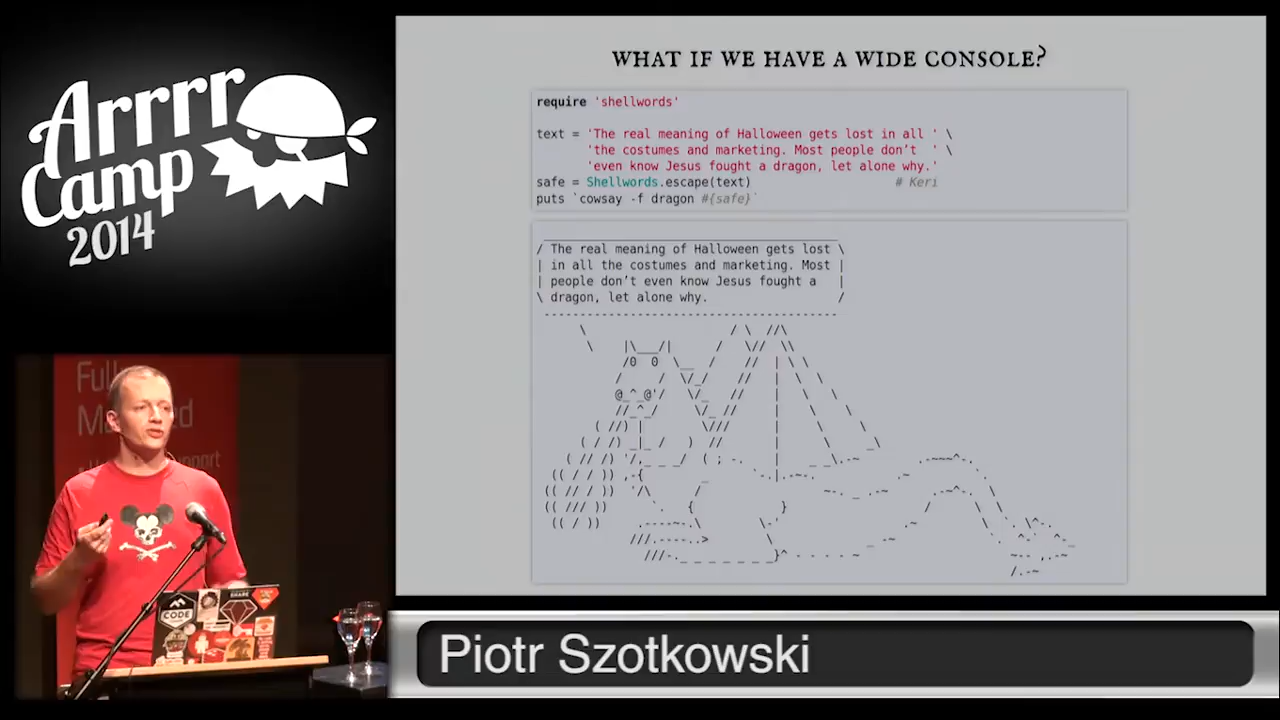 Arrrr
Camp
2014
WHAT IF WE HAVE A WIDE CONSOLE?
require 'shellwords'
text = 'The real meaning of Halloween gets lost in all ' \
'the costumes and marketing. Most people don’t  ' \
'even know Jesus fought a dragon, let alone why.'
safe = Shellwords.escape(text) # Keri
puts `cowsay -f dragon #{safe}`
/ The real meaning of Halloween gets lost \
| in all the costumes and marketing. Most |
| people don’t even know Jesus fought a |
\ dragon, let alone why. /
CODE
SHARE
Piotr Szotkowski